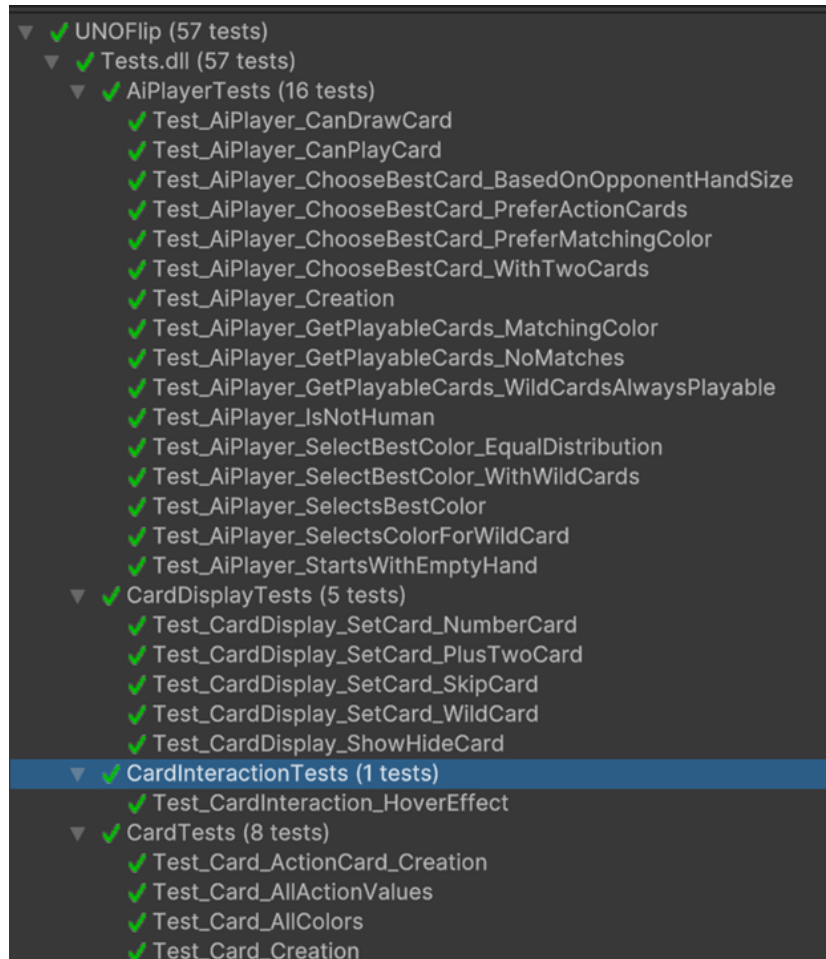 UNOFlip (57 tests)
Tests.dll (57 tests)
AiPlayerTests (16 tests)
Test_AiPlayer_CanDrawCard
Test_AiPlayer_CanPlayCard
Test_AiPlayer_ChooseBestCard_BasedOnOpponentHandSize
Test_AiPlayer_ChooseBestCard_PreferActionCards
Test_AiPlayer_ChooseBestCard_PreferMatchingColor
Test_AiPlayer_ChooseBestCard_WithTwoCards
Test_AiPlayer_Creation
Test_AiPlayer_GetPlayableCards_MatchingColor
Test_AiPlayer_GetPlayableCards_NoMatches
Test_AiPlayer_GetPlayableCards_WildCardsAlwaysPlayable
Test_AiPlayer_IsNotHuman
Test_AiPlayer_SelectBestColor_EqualDistribution
Test_AiPlayer_SelectBestColor_WithWildCards
Test_AiPlayer_SelectsBestColor
Test_AiPlayer_SelectsColorForWildCard
Test_AiPlayer_StartsWithEmptyHand
CardDisplayTests (5 tests)
Test_CardDisplay_SetCard_NumberCard
Test_CardDisplay_SetCard_PlusTwoCard
Test_CardDisplay_SetCard_SkipCard
Test_CardDisplay_SetCard_WildCard
Test_CardDisplay_ShowHideCard
CardInteractionTests (1 tests)
Test_CardInteraction_HoverEffect
CardTests (8 tests)
Test_Card_ActionCard_Creation
Test_Card_AllActionValues
Test_Card_AllColors
Test_Card_Creation